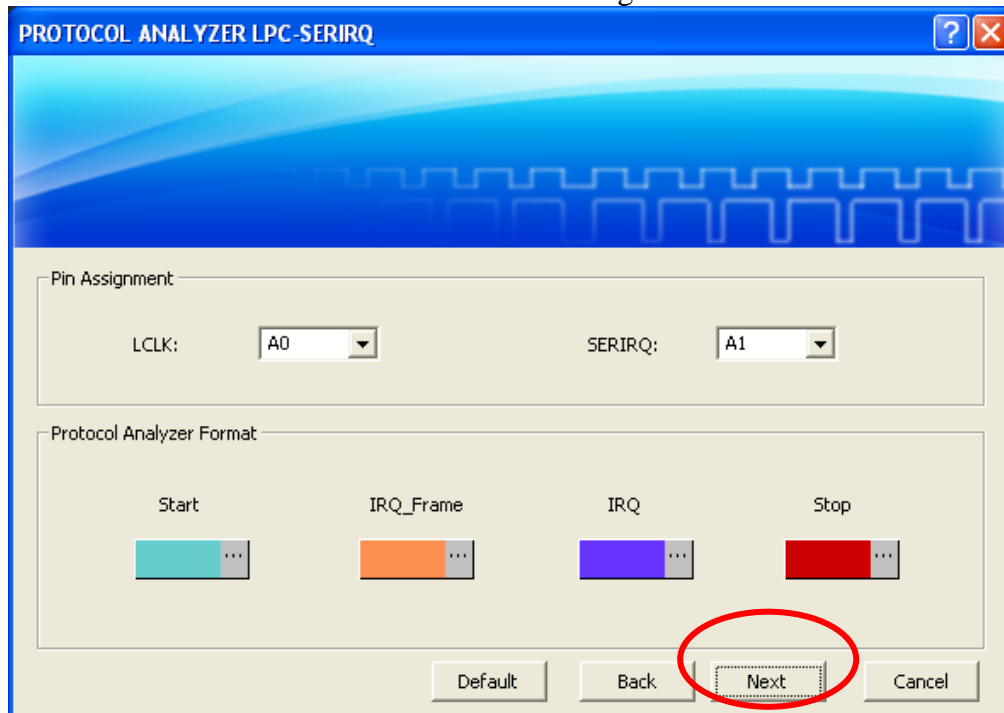 PROTOCOL ANALYZER LPC-SERIRQ
Pin Assignment
LCLK: A0 SERIRQ: A1
Protocol Analyzer Format
Start IRQ_Frame IRQ Stop
... ... ... ...
Default Back Next Cancel